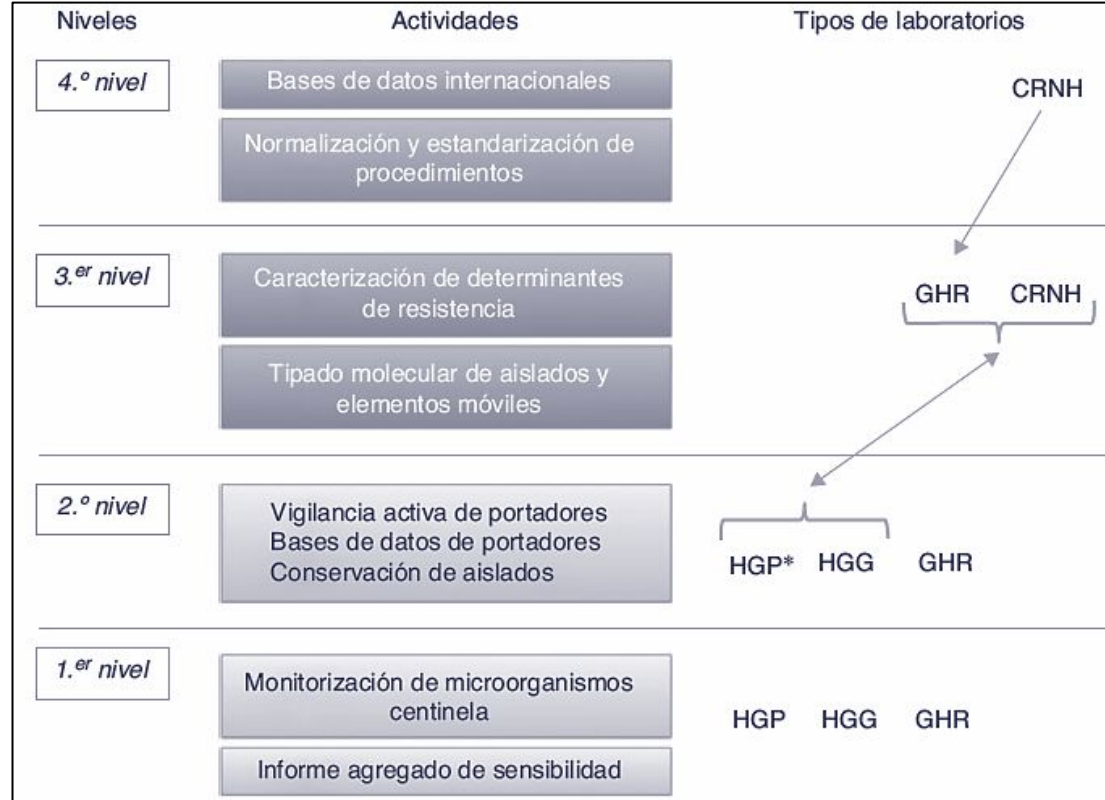 Niveles Actividades Tipos de laboratorios
4.º nivel
Bases de datos internacionales
CRNH
Normalización y estandarización de
procedimientos
3.er nivel
Caracterización de determinantes
de resistencia
GHR CRNH
Tipado molecular de aislados y
elementos móviles
2.º nivel
Vigilancia activa de portadores
Bases de datos de portadores
Conservación de aislados
HGP* HGG GHR
1.er nivel
Monitorización de microorganismos
centinela
HGP HGG GHR
Informe agregado de sensibilidad